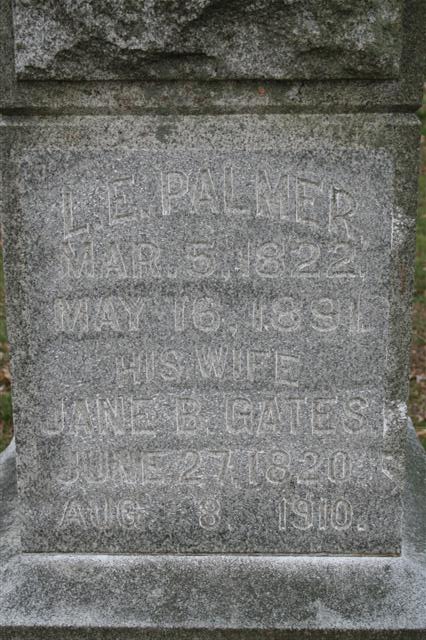 L. E. PALMER
MAR. 5, 1822.
MAY 16, 1891.
HIS WIFE
JANE B. GATES
JUNE 27, 1820.
AUG. 8, 1910.